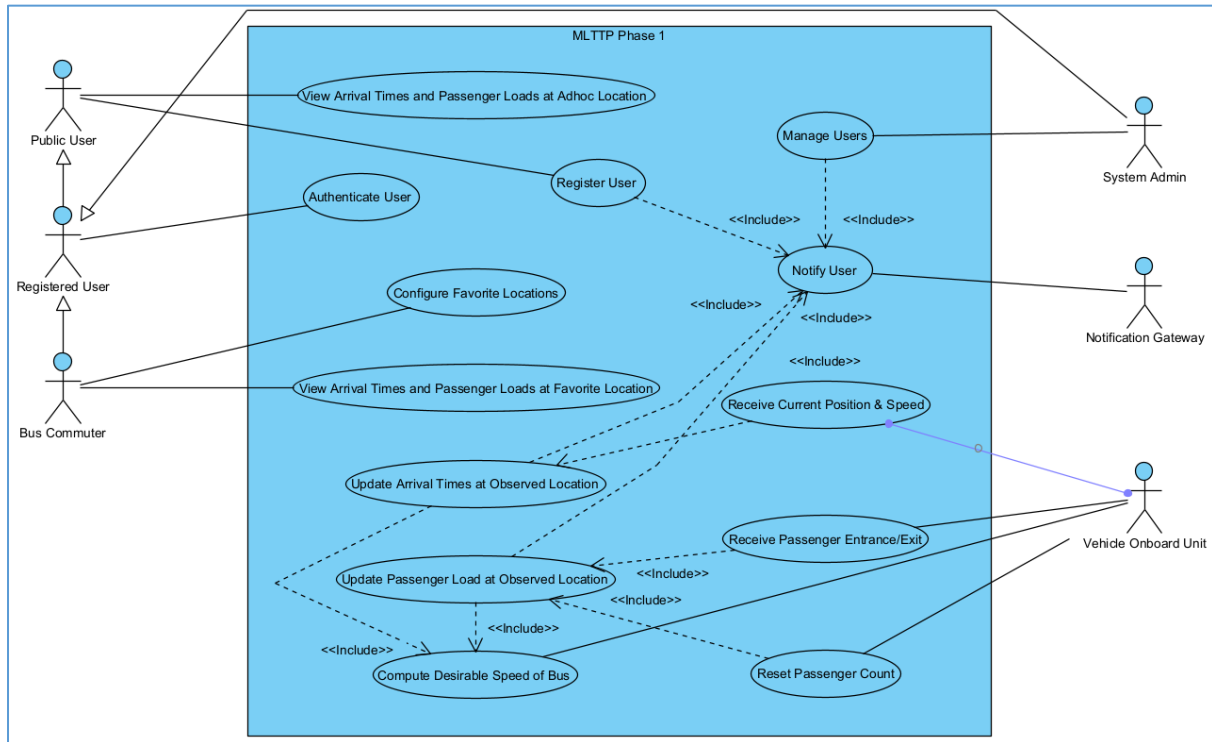 MLTTP Phase 1
View Arrival Times and Passenger Loads at Adhoc Location
Public User
Manage Users
System Admin
Register User
Authenticate User
<<Include>>
<<Include>>
Registered User
Notify User
Configure Favorite Locations
<<Include>>
<<Include>>
Notification Gateway
<<Include>>
View Arrival Times and Passenger Loads at Favorite Location
Receive Current Position & Speed
Bus Commuter
Update Arrival Times at Observed Location
Receive Passenger Entrance/Exit
Vehicle Onboard Unit
Update Passenger Load at Observed Location
<<Include>>
<<Include>>
<<Include>>
<<Include>>
Compute Desirable Speed of Bus
Reset Passenger Count